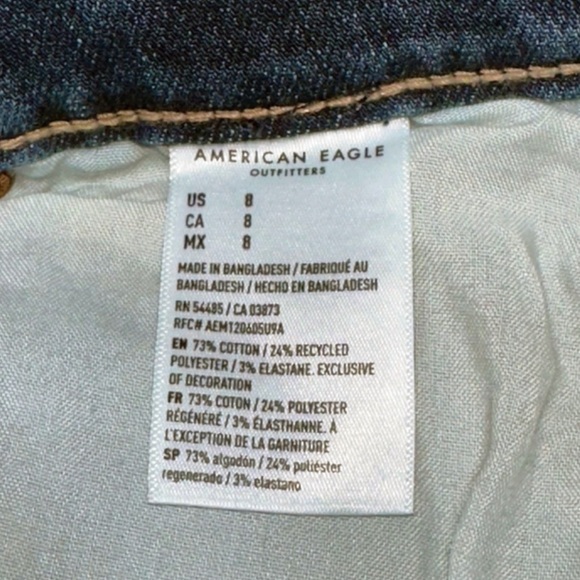 AMERICAN EAGLE
OUTFITTERS
US 8
CA 8
MX 8
MADE IN BANGLADESH / FABRIQUÉ AU
BANGLADESH / HECHO EN BANGLADESH
RN 54485 / CA 03873
RFC# AEM120605U9A
EN 73% COTTON / 24% RECYCLED
POLYESTER / 3% ELASTANE. EXCLUSIVE
OF DECORATION
FR 73% COTON / 24% POLYESTER
RÉGÉNÉRÉ / 3% ÉLASTHANNE. À
L'EXCEPTION DE LA GARNITURE
SP 73% algodón / 24% poliéster
regenerado / 3% elastano